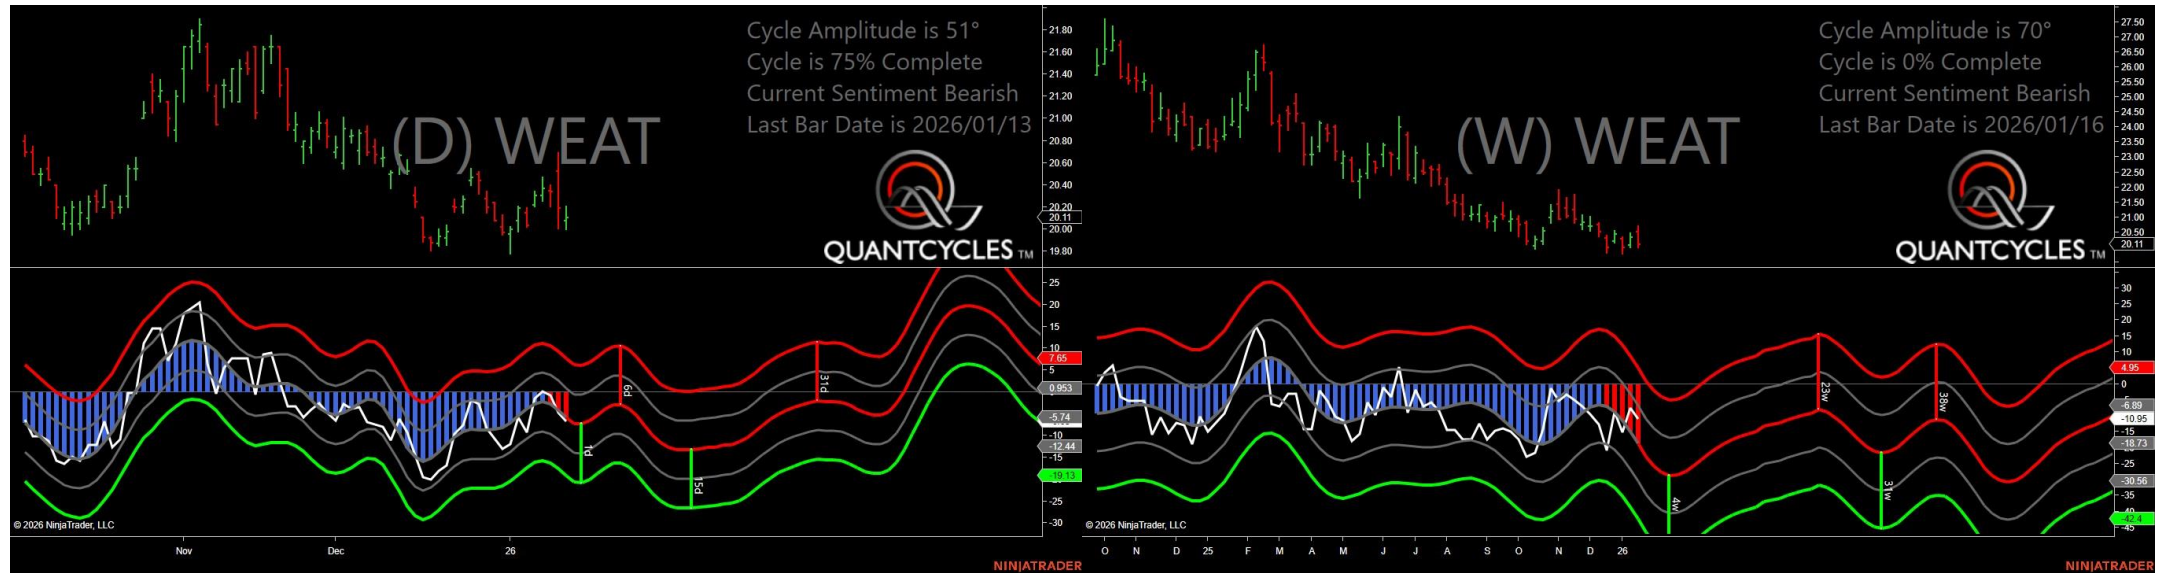 Cycle Amplitude is 51°
Cycle is 75% Complete
Current Sentiment Bearish
Last Bar Date is 2026/01/13
(D) WEAT
QUANTCYCLES TM
21.80
21.60
21.40
21.20
21.00
20.80
20.60
20.40
20.20
20.11
20.00
19.80
25
20
15
10
7.65
5
0.953
-5.74
-10
-12.44
-15
-19.13
-25
-30
6d
31d
1d
15d
© 2026 NinjaTrader, LLC
Nov
Dec
26
NINJATRADER
Cycle Amplitude is 70°
Cycle is 0% Complete
Current Sentiment Bearish
Last Bar Date is 2026/01/16
(W) WEAT
QUANTCYCLES TM
27.50
27.00
26.50
26.00
25.50
25.00
24.50
24.00
23.50
23.00
22.50
22.00
21.50
21.00
20.50
20.11
30
25
20
15
10
4.95
0
-6.89
-10.95
-15
-18.73
-25
-30.56
-35
-42.4
-45
23w
38w
4w
31w
© 2026 NinjaTrader, LLC
O N D 25 F M A M J J A S O N D 26
NINJATRADER